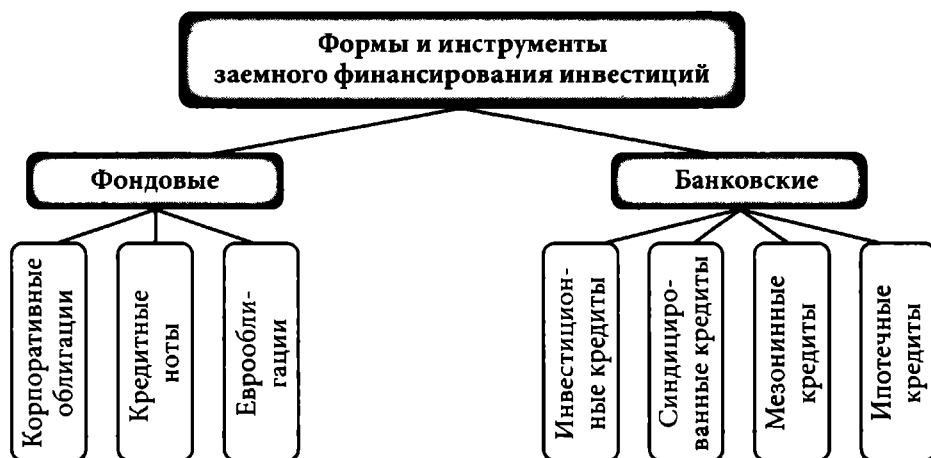 Формы и инструменты
заемного финансирования инвестиций
Фондовые
Банковские
Корпоративные
облигации
Кредитные
ноты
Еврообли-
гации
Инвестицион-
ные кредиты
Синдициро-
ванные кредиты
Мезонинные
кредиты
Ипотечные
кредиты